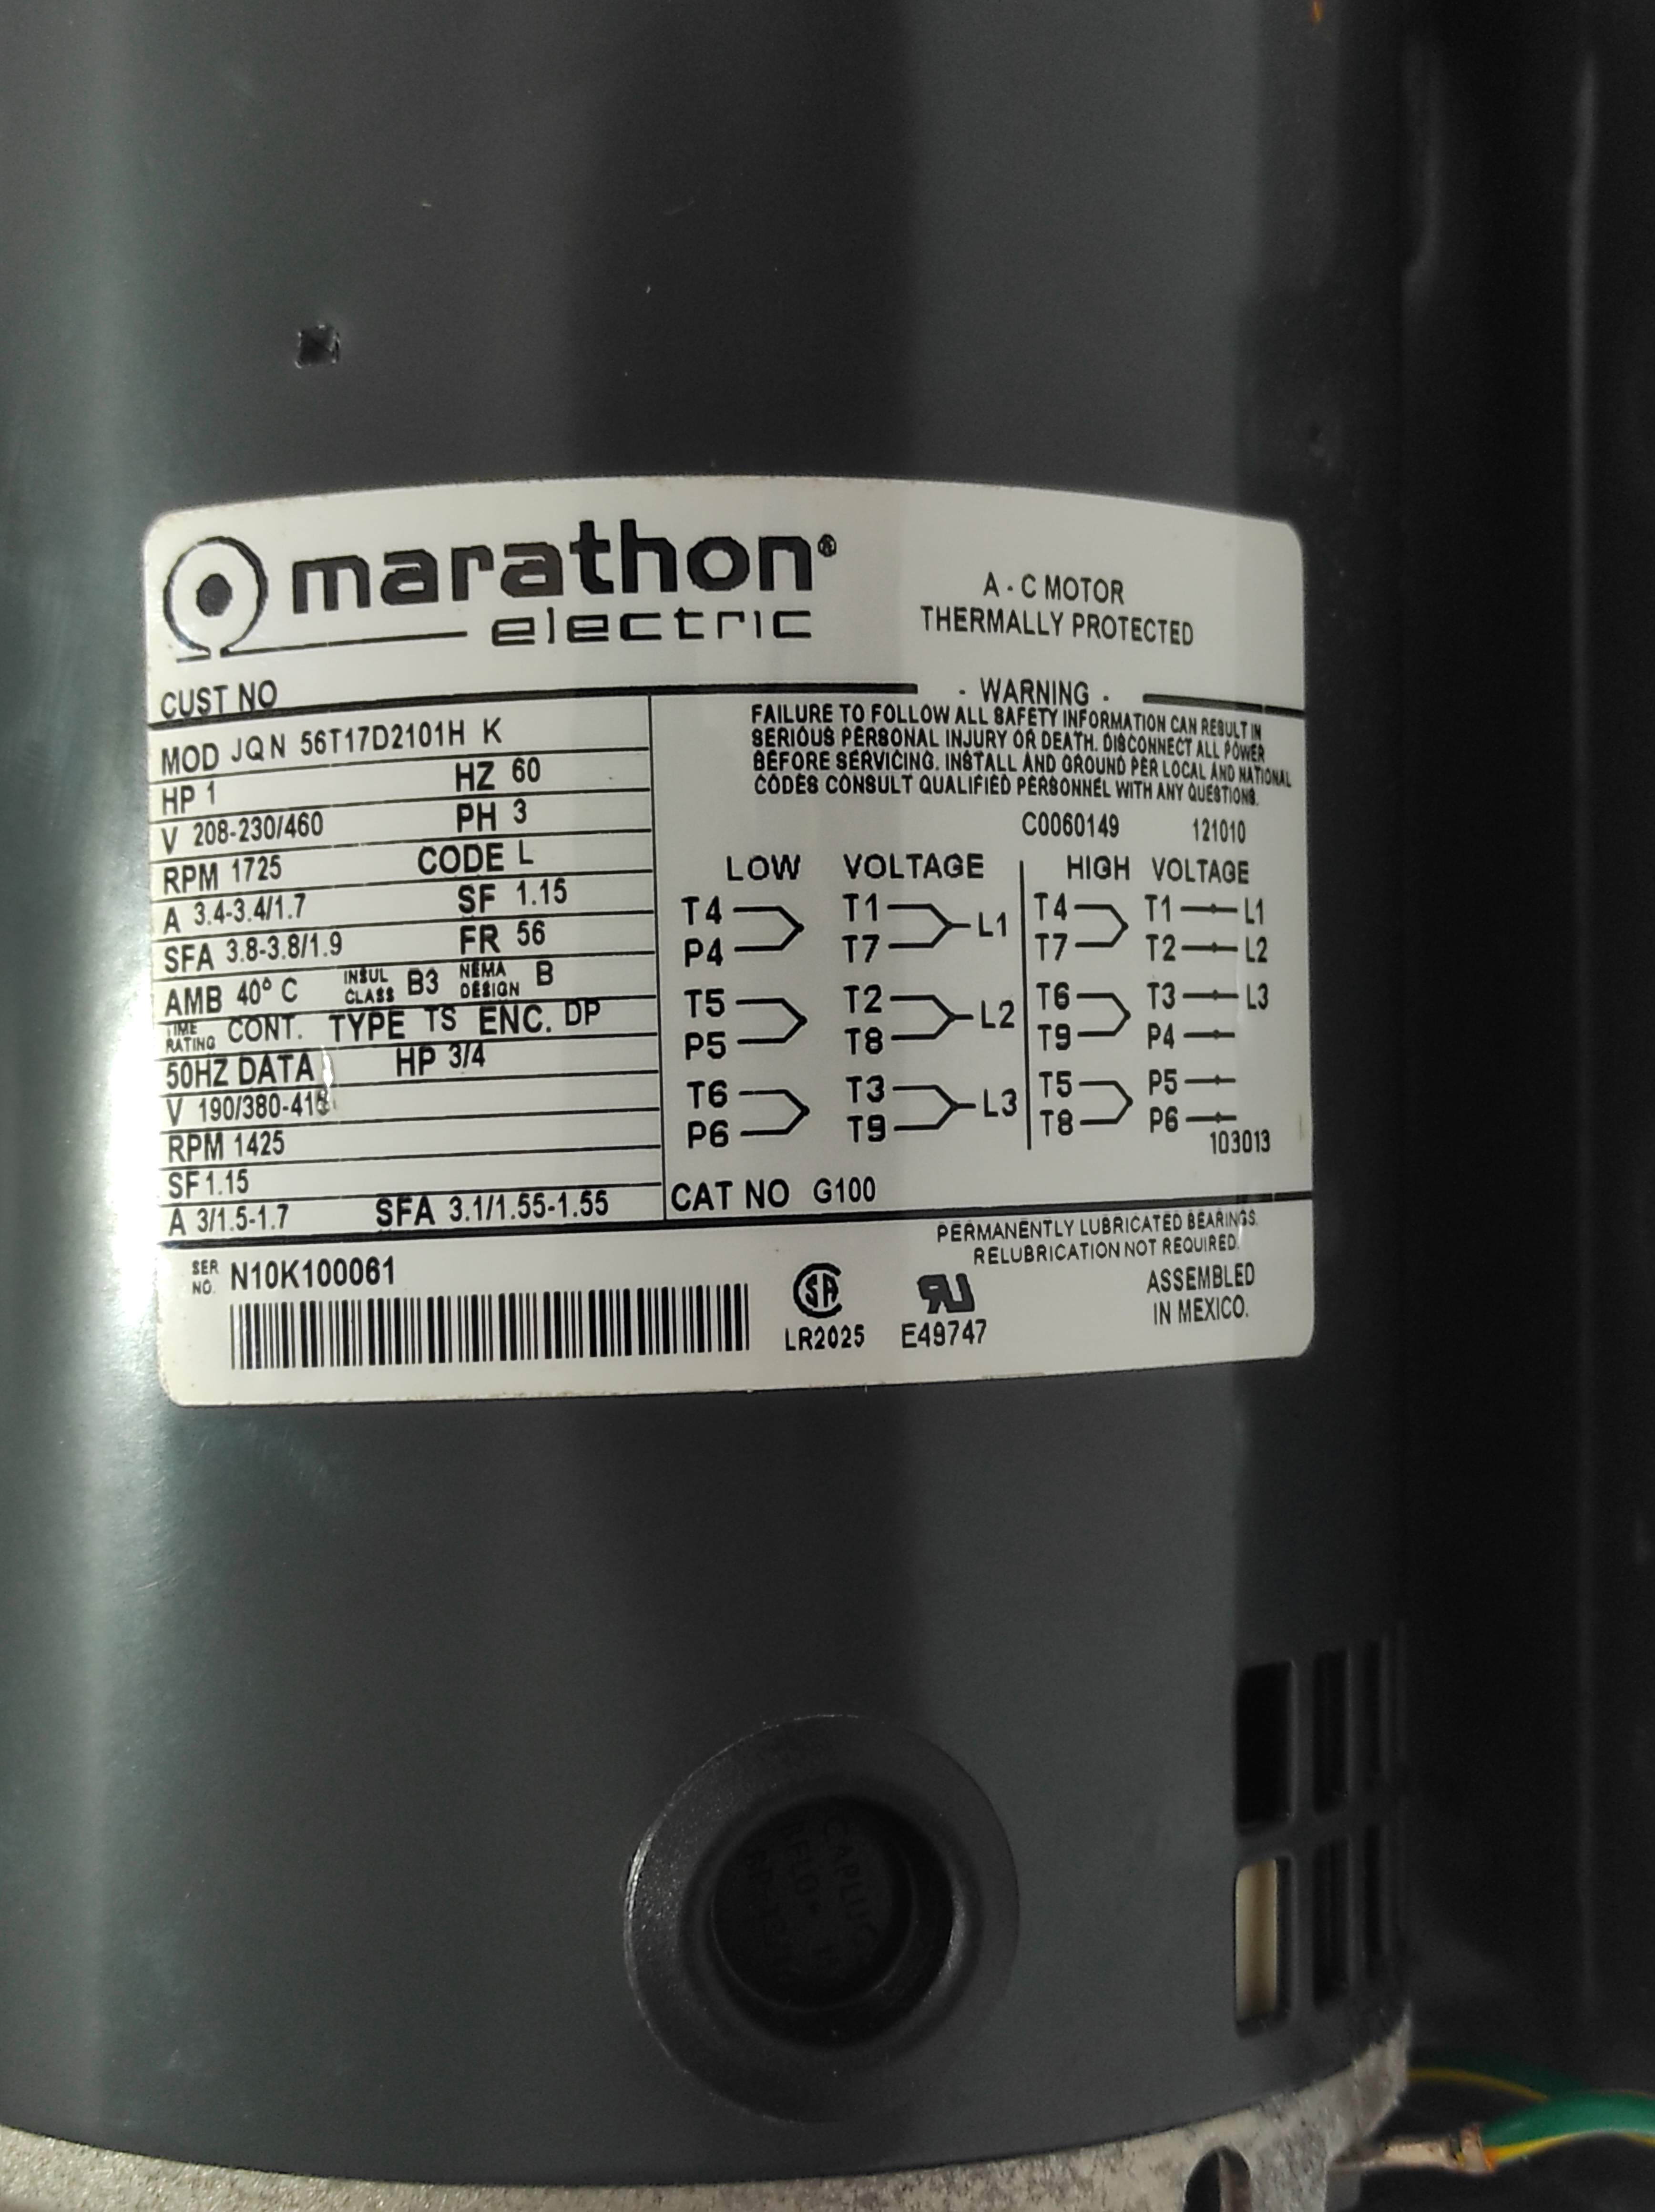 marathon®
electric
A-C MOTOR
THERMALLY PROTECTED
CUST NO
MOD JQN 56T17D2101H K
HP 1 HZ 60
V 208-230/460 PH 3
RPM 1725 CODE L
A 3.4-3.4/1.7 SF 1.15
SFA 3.8-3.8/1.9 FR 56
AMB 40° C INSUL CLASS B3 NEMA DESIGN B
TIME RATING CONT. TYPE TS ENC. DP
50HZ DATA HP 3/4
V 190/380-415
RPM 1425
SF 1.15
A 3/1.5-1.7 SFA 3.1/1.55-1.55
- WARNING -
FAILURE TO FOLLOW ALL SAFETY INFORMATION CAN RESULT IN
SERIOUS PERSONAL INJURY OR DEATH. DISCONNECT ALL POWER
BEFORE SERVICING. INSTALL AND GROUND PER LOCAL AND NATIONAL
CODES CONSULT QUALIFIED PERSONNEL WITH ANY QUESTIONS.
C0060149 121010
LOW VOLTAGE HIGH VOLTAGE
T4 T1 L1 T4 T1 L1
P4 T7 T7 T2 L2
T5 T2 L2 T6 T3 L3
P5 T8 T9 P4
T6 T3 L3 T5 P5
P6 T9 T8 P6
103013
CAT NO G100
PERMANENTLY LUBRICATED BEARINGS.
RELUBRICATION NOT REQUIRED.
SER NO. N10K100061
SA
LR2025
RU
E49747
ASSEMBLED
IN MEXICO.